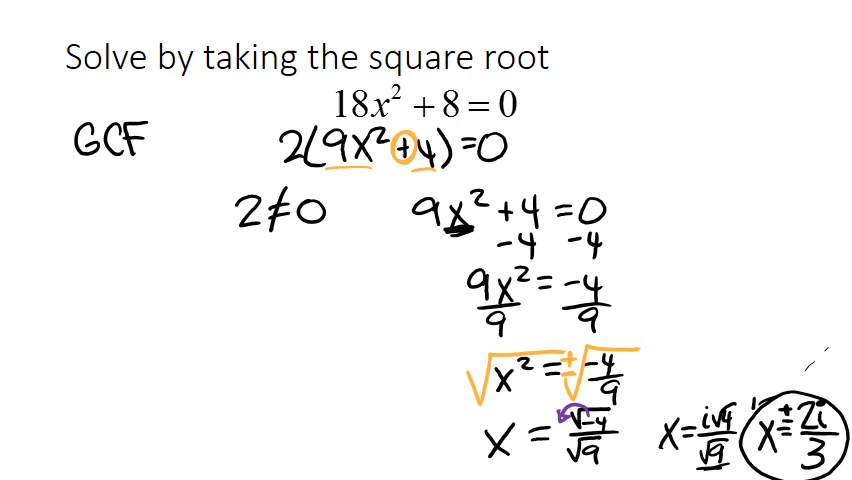 Solve by taking the square root
18x² + 8 = 0
GCF 2(9x² + 4) = 0
2 ≠ 0 9x² + 4 = 0
-4 -4
9x²/9 = -4/9
√x² = ±√-4/9
x = √-4/√9 x = i√4/√9 x = ± 2i/3